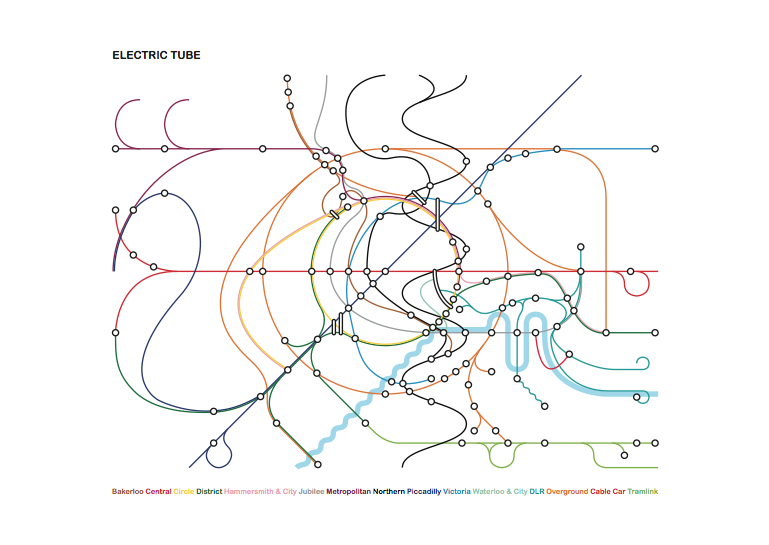 ELECTRIC TUBE
Bakerloo Central Circle District Hammersmith & City Jubilee Metropolitan Northern Piccadilly Victoria Waterloo & City DLR Overground Cable Car Tramlink